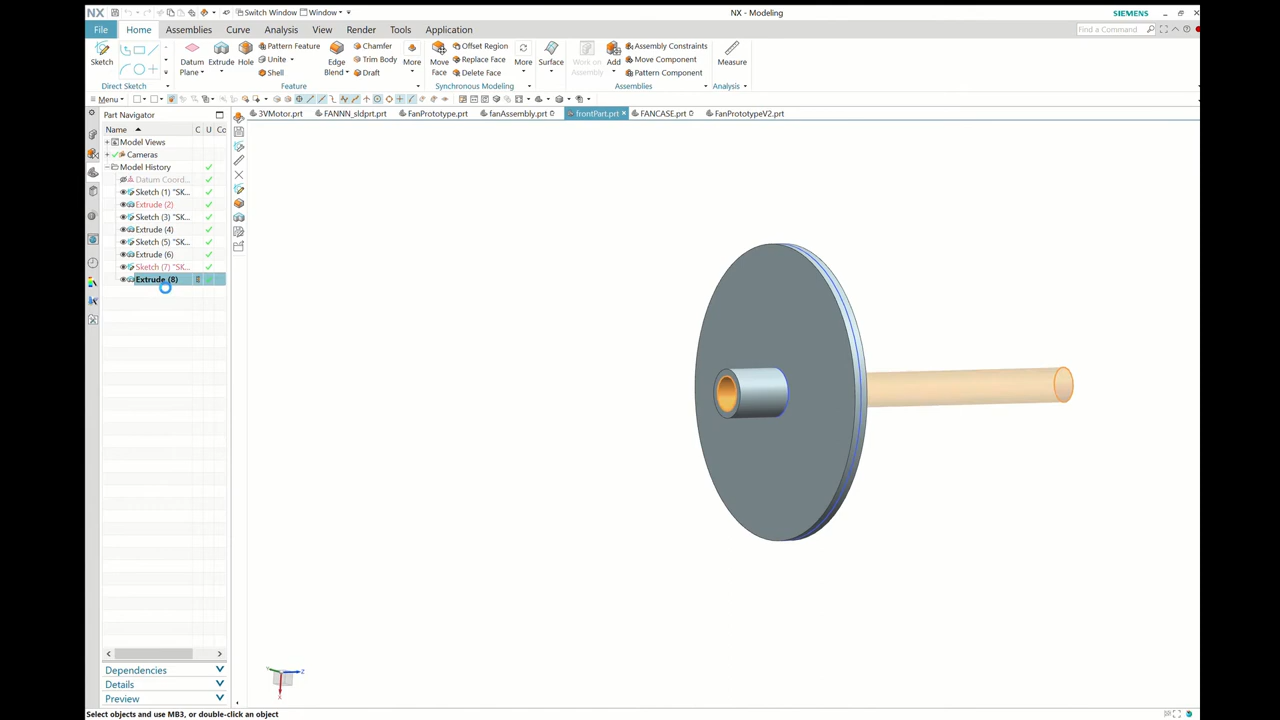 NX
Switch Window
Window
NX - Modeling
SIEMENS
File
Home
Assemblies
Curve
Analysis
View
Render
Tools
Application
Find a Command
Sketch
Direct Sketch
Datum Plane
Extrude
Hole
Pattern Feature
Unite
Shell
Edge Blend
Chamfer
Trim Body
Draft
More
Feature
Move Face
Offset Region
Replace Face
Delete Face
More
Synchronous Modeling
Surface
Work on Assembly
Add
Assembly Constraints
Move Component
Pattern Component
Assemblies
Measure
Analysis
Menu
Part Navigator
3VMotor.prt
FANNN_sldprt.prt
FanPrototype.prt
fanAssembly.prt
frontPart.prt
FANCASE.prt
FanPrototypeV2.prt
Name
C
U
Co
Model Views
Cameras
Model History
Datum Coord...
Sketch (1) "SK...
Extrude (2)
Sketch (3) "SK...
Extrude (4)
Sketch (5) "SK...
Extrude (6)
Sketch (7) "SK...
Extrude (8)
Dependencies
Details
Preview
Select objects and use MB3, or double-click an object